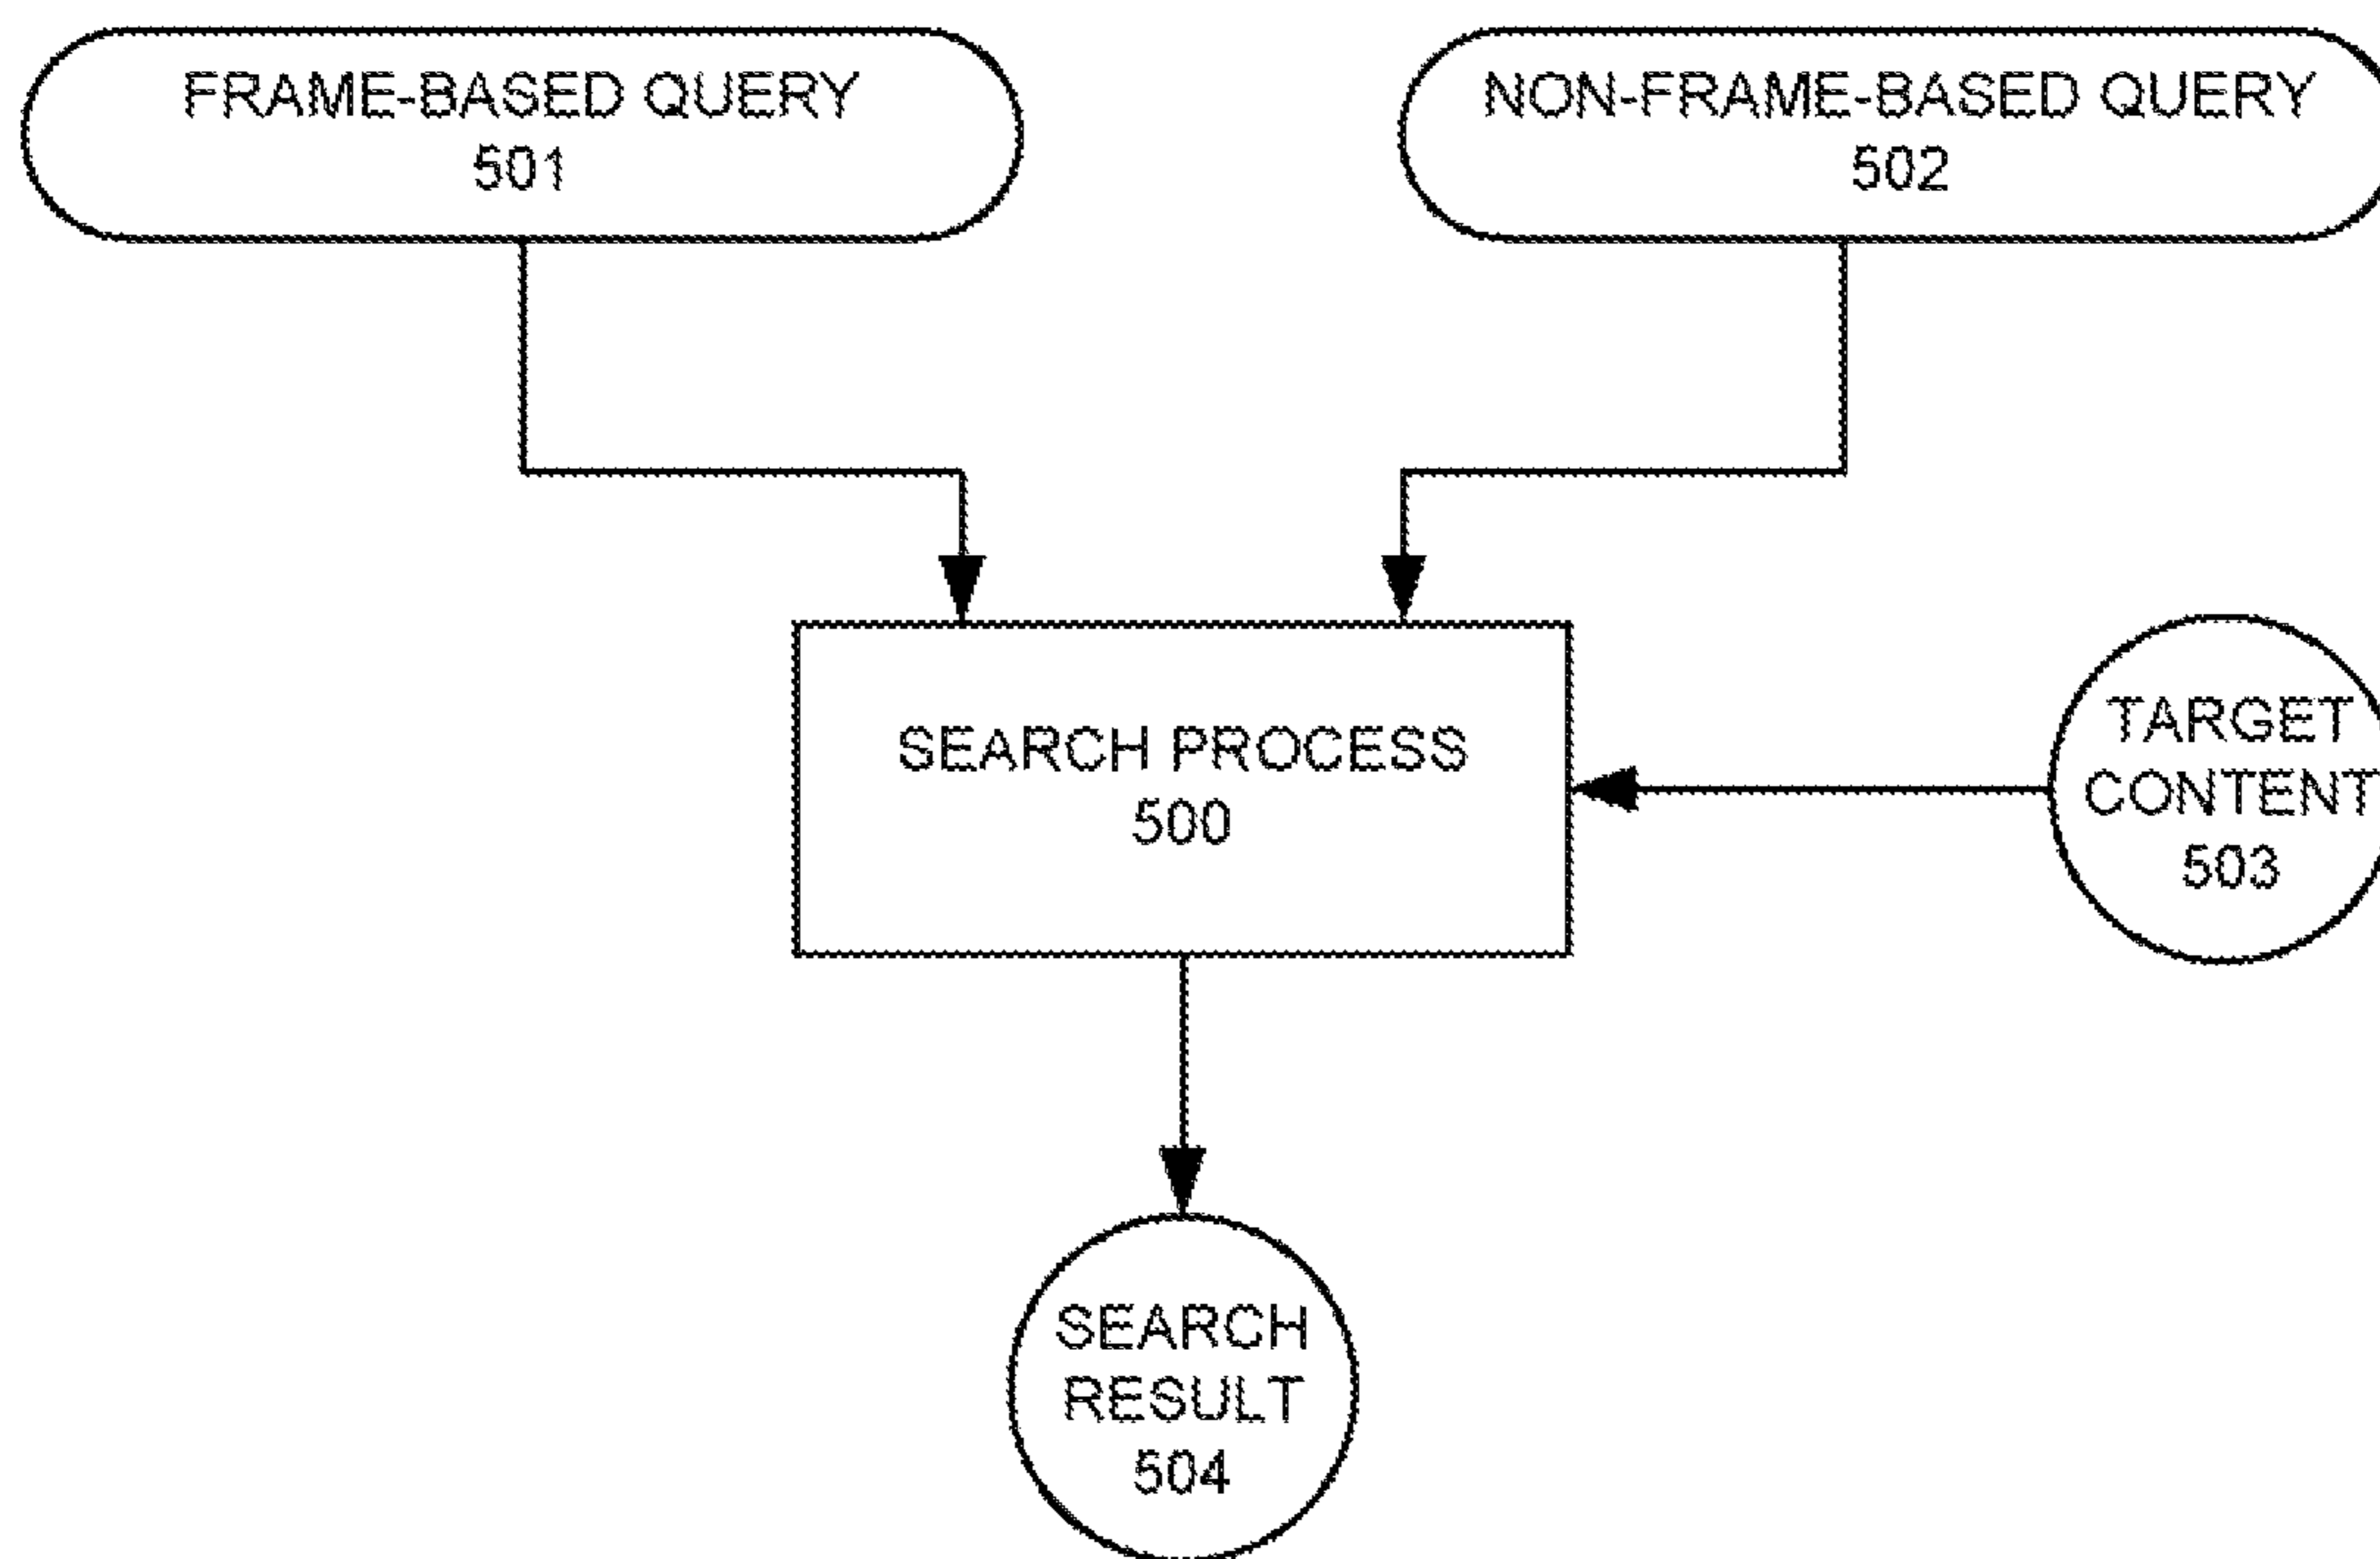 FRAME-BASED QUERY
501
NON-FRAME-BASED QUERY
502
SEARCH PROCESS
500
TARGET
CONTENT
503
SEARCH
RESULT
504